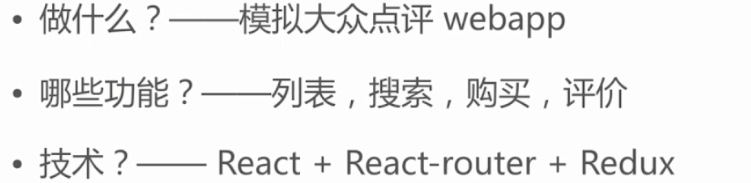 • 做什么？——模拟大众点评 webapp
• 哪些功能？——列表，搜索，购买，评价
• 技术？—— React + React-router + Redux